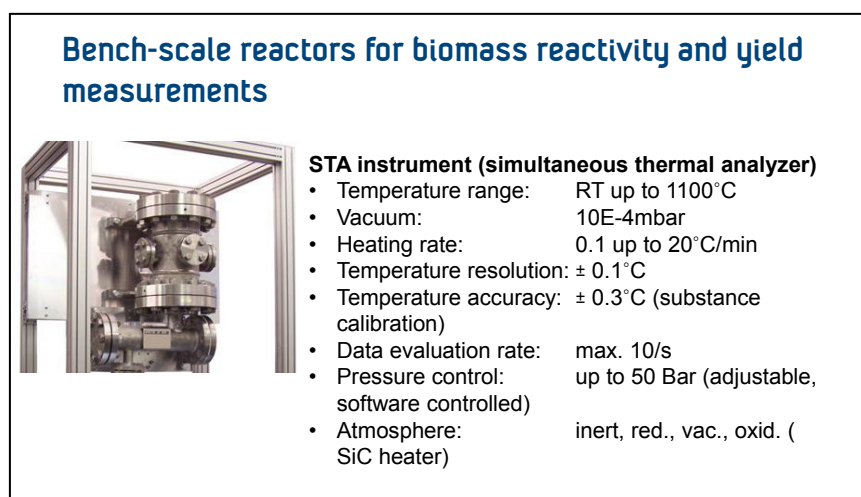 Bench-scale reactors for biomass reactivity and yield
measurements
STA instrument (simultaneous thermal analyzer)
• Temperature range: RT up to 1100°C
• Vacuum: 10E-4mbar
• Heating rate: 0.1 up to 20°C/min
• Temperature resolution: ± 0.1°C
• Temperature accuracy: ± 0.3°C (substance
calibration)
• Data evaluation rate: max. 10/s
• Pressure control: up to 50 Bar (adjustable,
software controlled)
• Atmosphere: inert, red., vac., oxid. (
SiC heater)